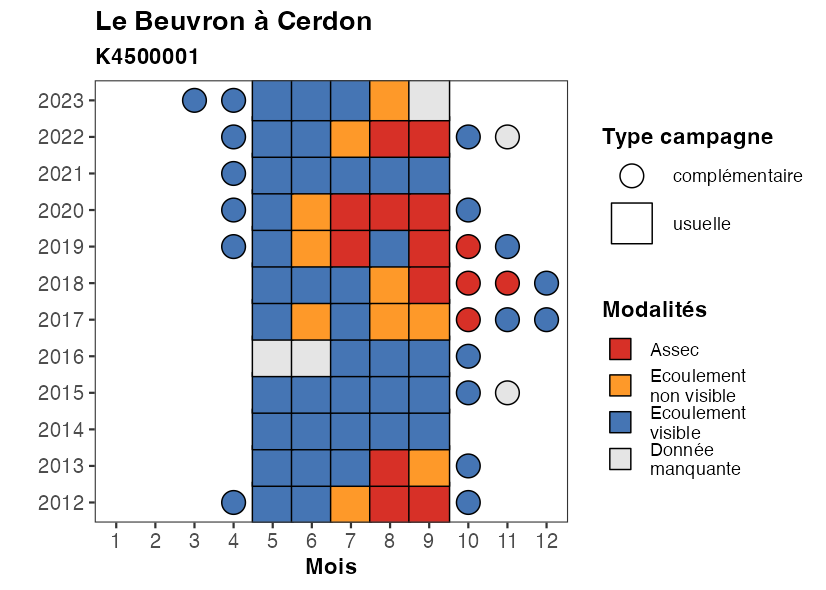 Le Beuvron à Cerdon
K4500001
2023
2022
2021
2020
2019
2018
2017
2016
2015
2014
2013
2012
1 2 3 4 5 6 7 8 9 10 11 12
Mois
Type campagne
complémentaire
usuelle
Modalités
Assec
Ecoulement
non visible
Ecoulement
visible
Donnée
manquante